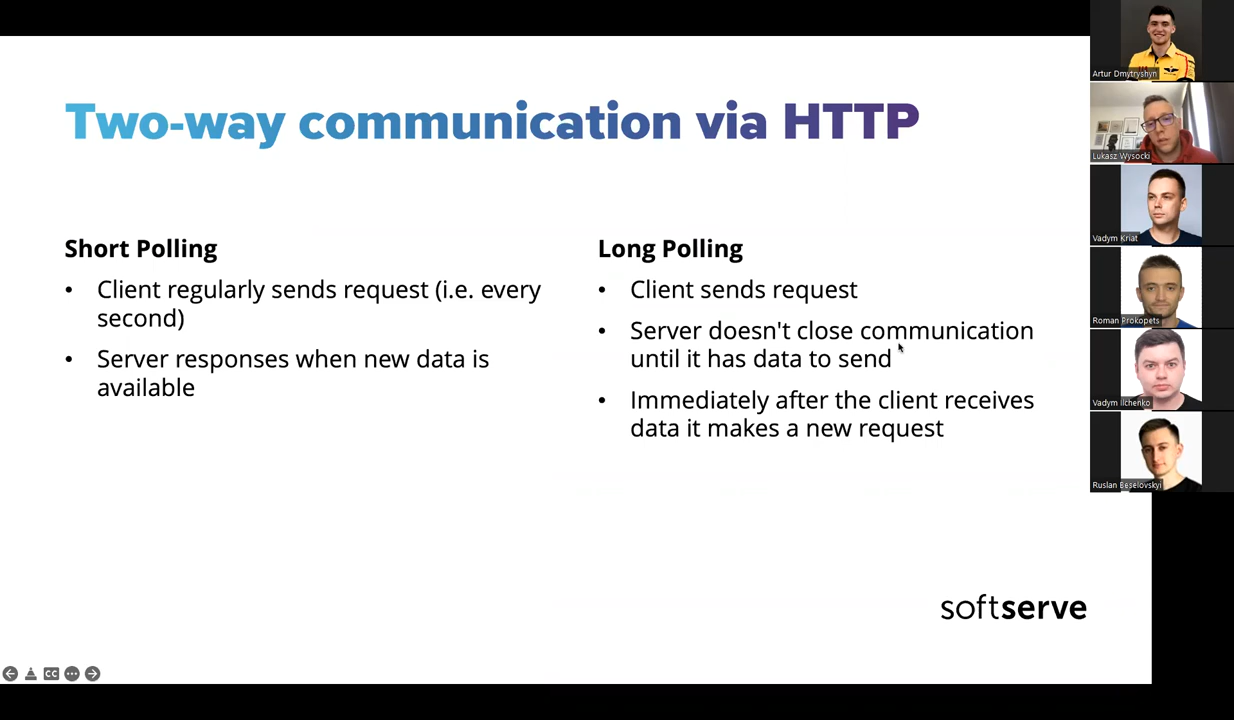 Two-way communication via HTTP
Short Polling
• Client regularly sends request (i.e. every
second)
• Server responses when new data is
available
Long Polling
• Client sends request
• Server doesn't close communication
until it has data to send
• Immediately after the client receives
data it makes a new request
softserve
CC
Artur Dmytryshyn
Lukasz Wysocki
Vadym Kriat
Roman Prokopets
Vadym Ilchenko
Ruslan Beselovskyi